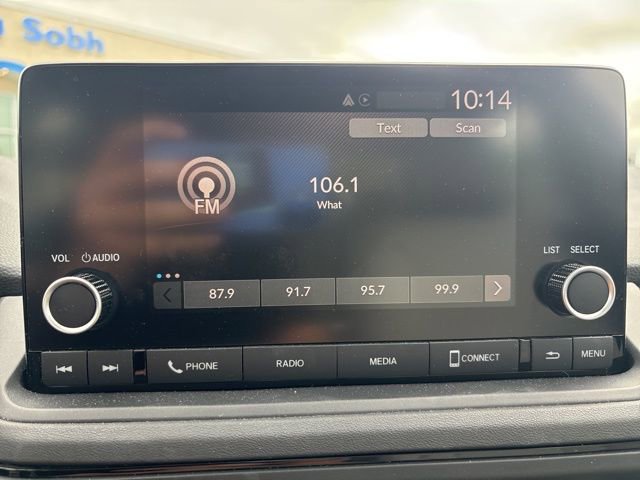 Sobh
10:14
Text Scan
106.1
FM
What
VOL AUDIO
LIST SELECT
87.9 91.7 95.7 99.9
PHONE RADIO MEDIA CONNECT MENU